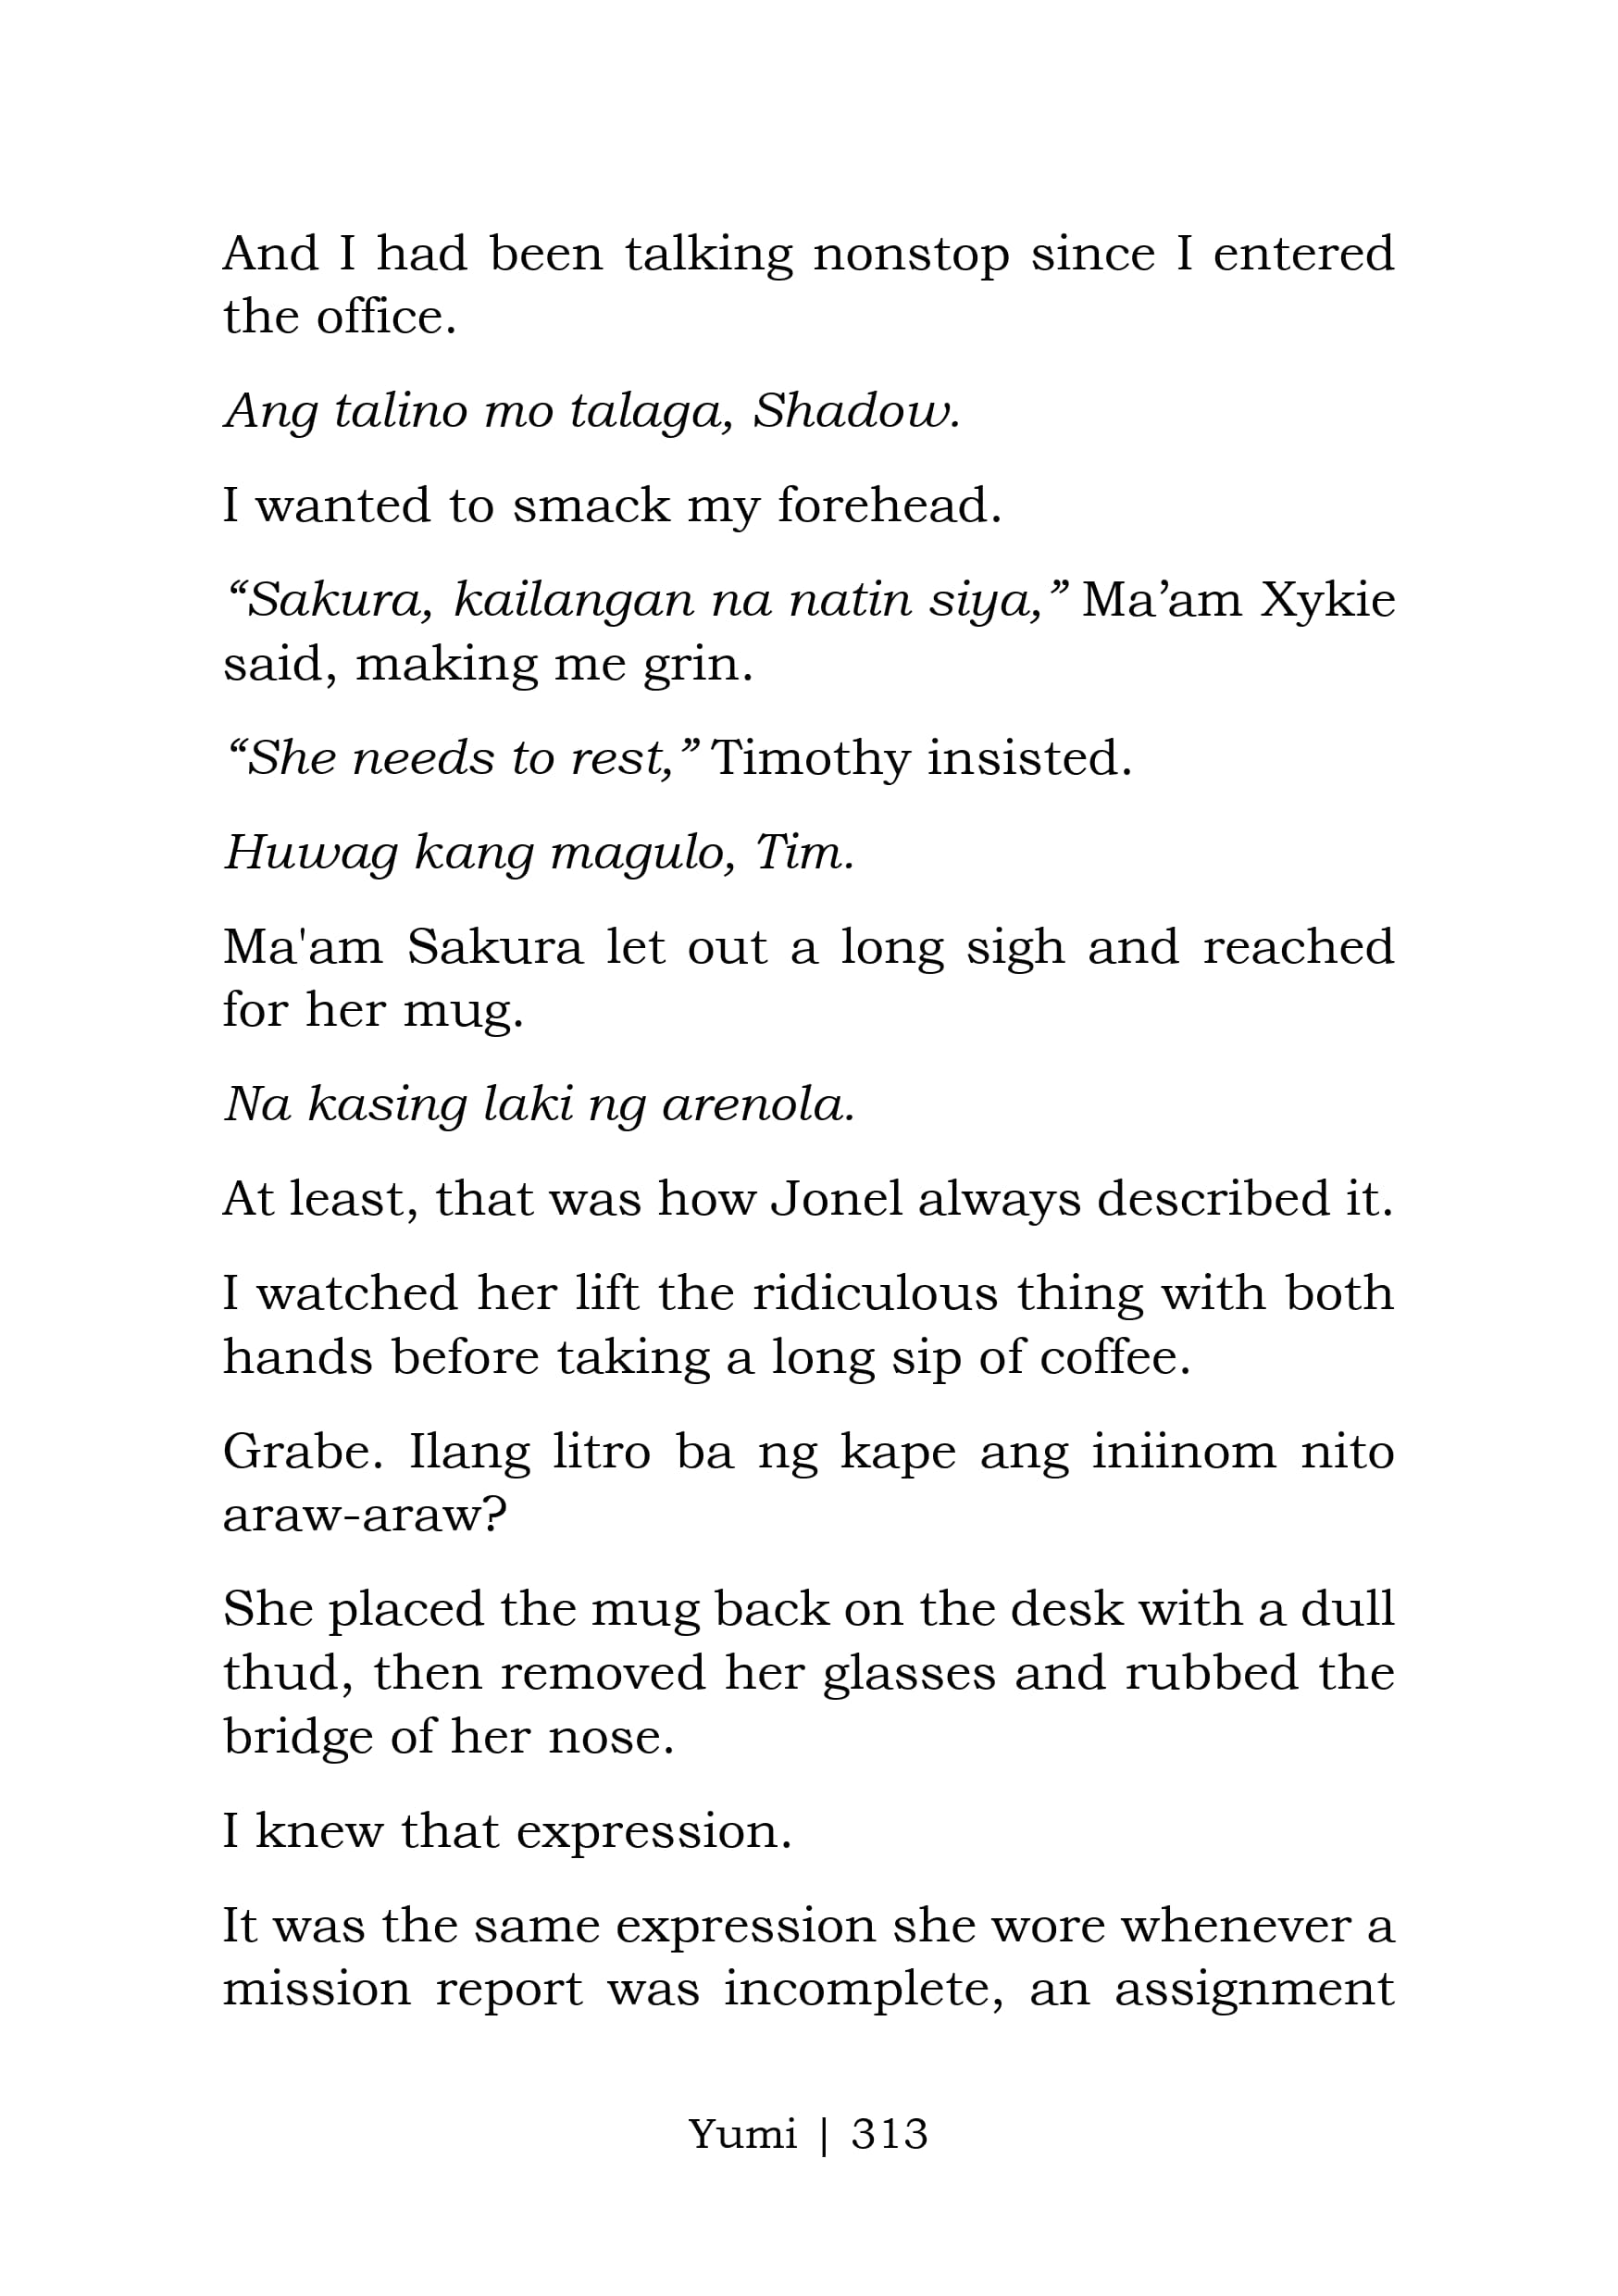 And I had been talking nonstop since I entered
the office.
Ang talino mo talaga, Shadow.
I wanted to smack my forehead.
“Sakura, kailangan na natin siya,” Ma’am Xykie
said, making me grin.
“She needs to rest,” Timothy insisted.
Huwag kang magulo, Tim.
Ma'am Sakura let out a long sigh and reached
for her mug.
Na kasing laki ng arenola.
At least, that was how Jonel always described it.
I watched her lift the ridiculous thing with both
hands before taking a long sip of coffee.
Grabe. Ilang litro ba ng kape ang iniinom nito
araw-araw?
She placed the mug back on the desk with a dull
thud, then removed her glasses and rubbed the
bridge of her nose.
I knew that expression.
It was the same expression she wore whenever a
mission report was incomplete, an assignment
Yumi | 313